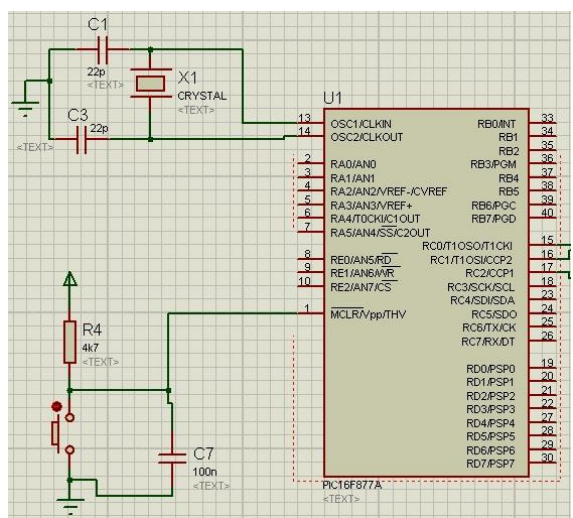 C1
22p
<TEXT>
X1
CRYSTAL
<TEXT>
C3
22p
<TEXT>
U1
13 OSC1/CLKIN RB0/INT 33
14 OSC2/CLKOUT RB1 34
RB2 35
2 RA0/AN0 RB3/PGM 36
3 RA1/AN1 RB4 37
4 RA2/AN2/VREF-/CVREF RB5 38
5 RA3/AN3/VREF+ RB6/PGC 39
6 RA4/T0CKI/C1OUT RB7/PGD 40
7 RA5/AN4/SS/C2OUT
RC0/T1OSO/T1CKI 15
8 RE0/AN5/RD RC1/T1OSI/CCP2 16
9 RE1/AN6/WR RC2/CCP1 17
10 RE2/AN7/CS RC3/SCK/SCL 18
RC4/SDI/SDA 23
1 MCLR/Vpp/THV RC5/SDO 24
RC6/TX/CK 25
RC7/RX/DT 26
RD0/PSP0 19
RD1/PSP1 20
RD2/PSP2 21
RD3/PSP3 22
RD4/PSP4 27
RD5/PSP5 28
RD6/PSP6 29
RD7/PSP7 30
PIC16F877A
<TEXT>
R4
4k7
<TEXT>
C7
100n
<TEXT>